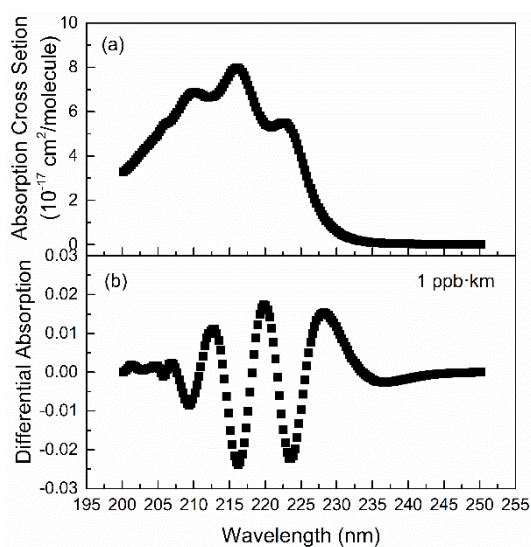 (a)
Absorption Cross Setion
(10⁻¹⁷ cm²/molecule)
10
8
6
4
2
0
0.03
(b)
1 ppb·km
Differential Absorption
0.02
0.01
0.00
-0.01
-0.02
-0.03
195 200 205 210 215 220 225 230 235 240 245 250 255
Wavelength (nm)